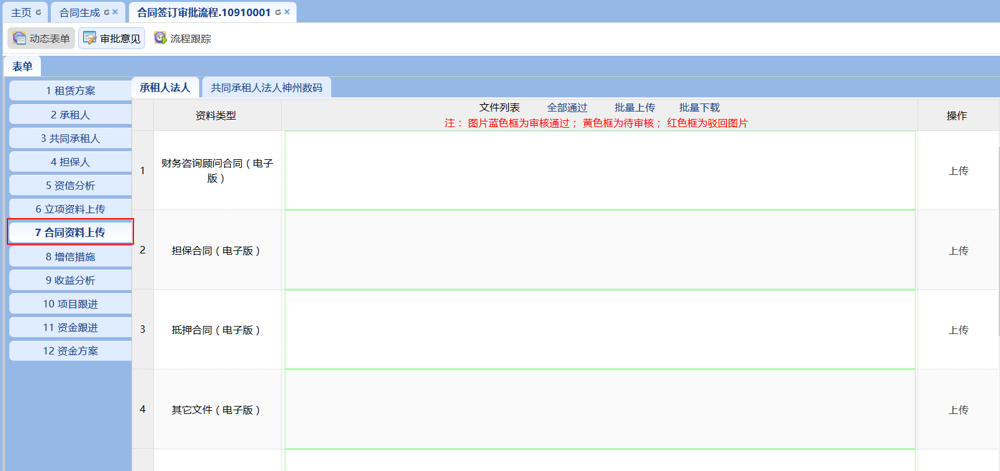 主页
合同生成
合同签订审批流程.10910001
动态表单
审批意见
流程跟踪
表单
1 租赁方案
2 承租人
3 共同承租人
4 担保人
5 资信分析
6 立项资料上传
7 合同资料上传
8 增信措施
9 收益分析
10 项目跟进
11 资金跟进
12 资金方案
承租人法人
共同承租人法人神州数码
资料类型
文件列表 全部通过 批量上传 批量下载
注： 图片蓝色框为审核通过； 黄色框为待审核； 红色框为驳回图片
操作
1
财务咨询顾问合同（电子
版）
上传
2
担保合同（电子版）
上传
3
抵押合同（电子版）
上传
4
其它文件（电子版）
上传